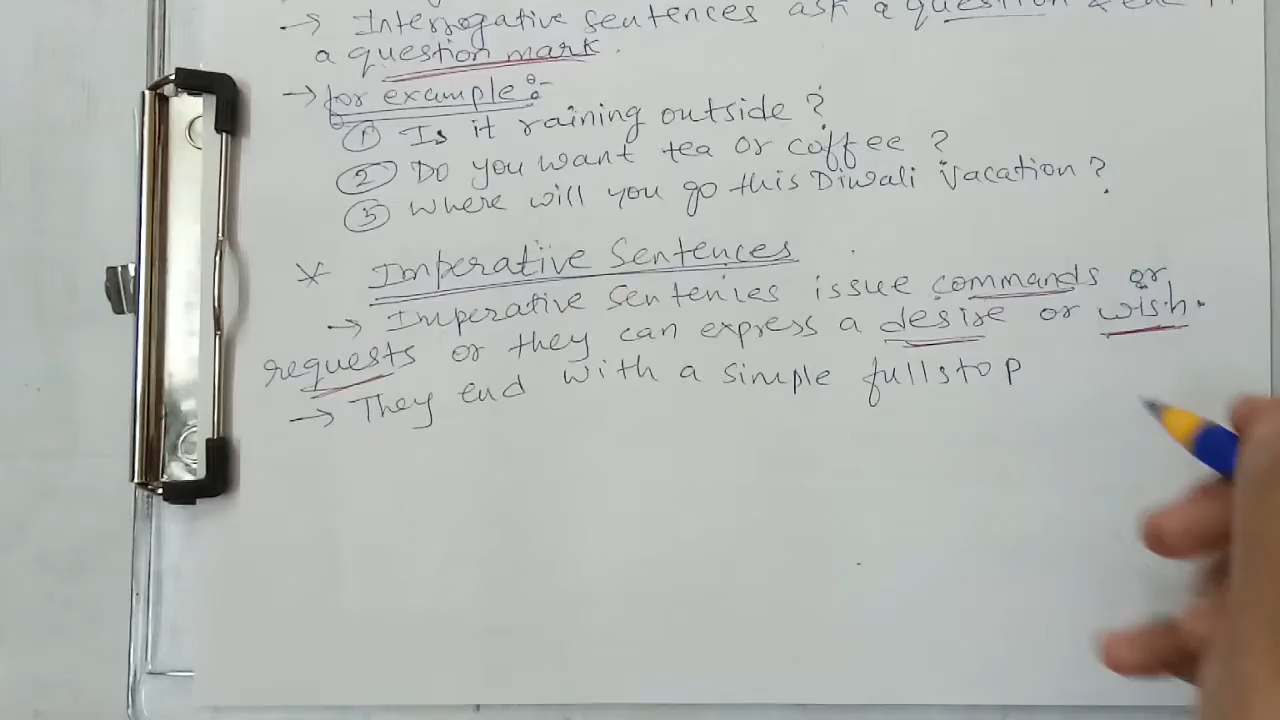 → Interrogative sentences ask a question & end
a question mark.
→ for example :-
① Is it raining outside ?
② Do you want tea or coffee ?
③ Where will you go this Diwali vacation ?
* Imperative Sentences
→ Imperative sentences issue commands or
requests or they can express a desire or wish.
→ They end with a simple fullstop